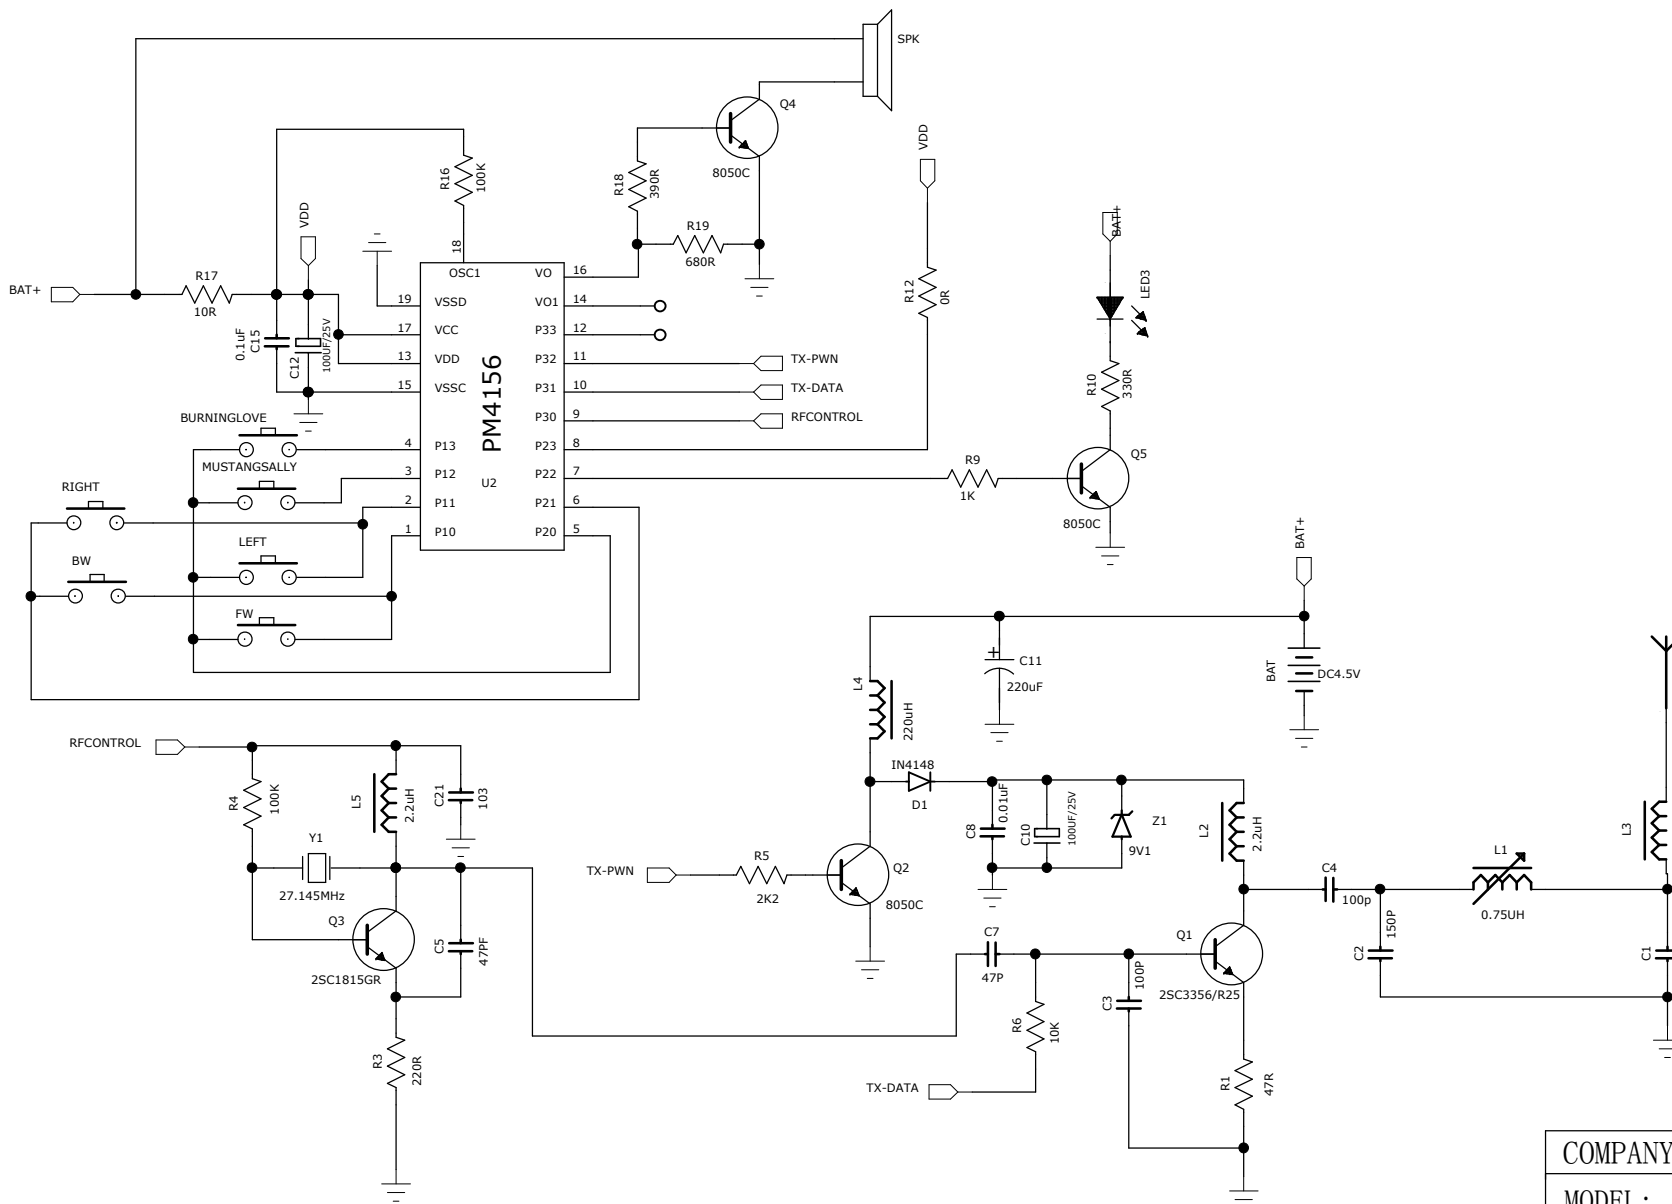 SPK
Q4
8050C
R16
100K
R18
390R
R19
680R
VDD
VDD
BAT+
LED3
R12
0R
R10
330R
BAT+
R17
10R
0.1uF
C15
C12
100UF/25V
18
OSC1
VO
16
19
VSSD
VO1
14
17
VCC
P33
12
13
VDD
P32
11
TX-PWN
15
VSSC
P31
10
TX-DATA
P30
9
RFCONTROL
4
P13
P23
8
3
P12
P22
7
2
P11
P21
6
1
P10
P20
5
PM4156
U2
BURNINGLOVE
MUSTANGSALLY
RIGHT
LEFT
BW
FW
R9
1K
Q5
8050C
BAT+
BAT
DC4.5V
C11
220uF
L4
220uH
RFCONTROL
R4
100K
L5
2.2uH
C21
103
Y1
27.145MHz
Q3
2SC1815GR
C5
47PF
R3
220R
IN4148
D1
C8
0.01uF
C10
100UF/25V
Z1
9V1
L2
2.2uH
TX-PWN
R5
2K2
Q2
8050C
C7
47P
R6
10K
C3
100P
TX-DATA
Q1
2SC3356/R25
R1
47R
C4
100p
C2
150P
L1
0.75UH
L3
C1
COMPANY
MODEL: